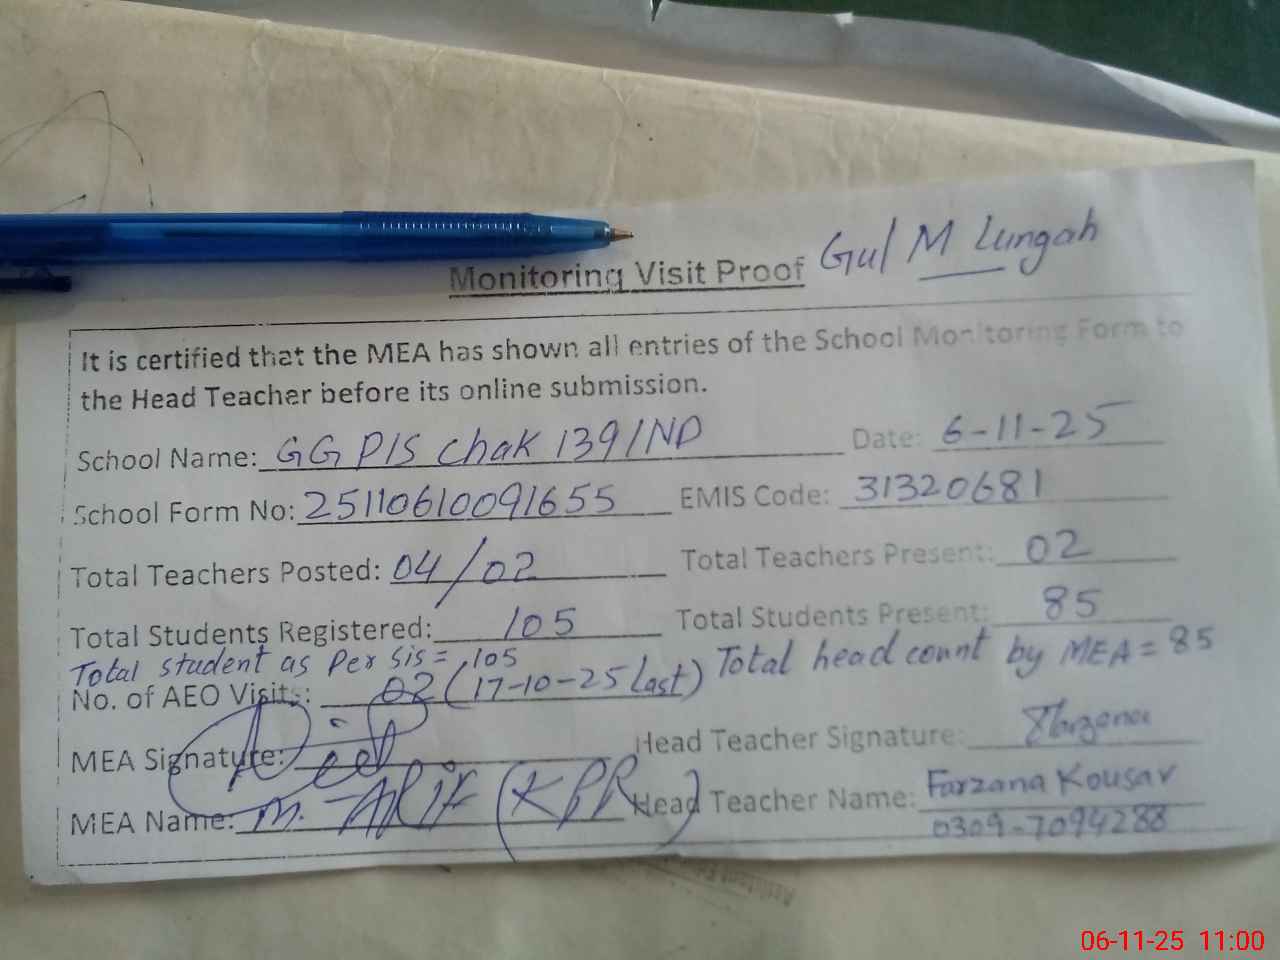 Gul M Lungah
Monitoring Visit Proof
It is certified that the MEA has shown all entries of the School Monitoring Form to
the Head Teacher before its online submission.
School Name: GGP/S Chak 139/ND Date: 6-11-25
School Form No: 25110610091655 EMIS Code: 31320681
Total Teachers Posted: 04/02 Total Teachers Present: 02
Total Students Registered: 105 Total Students Present: 85
Total student as Per Sis = 105 Total head count by MEA = 85
No. of AEO Visits: 02 (17-10-25 Last)
MEA Signature: Head Teacher Signature:
MEA Name: M. ARIF (KPR) Head Teacher Name: Farzana Kousar
0309-7094288
06-11-25 11:00